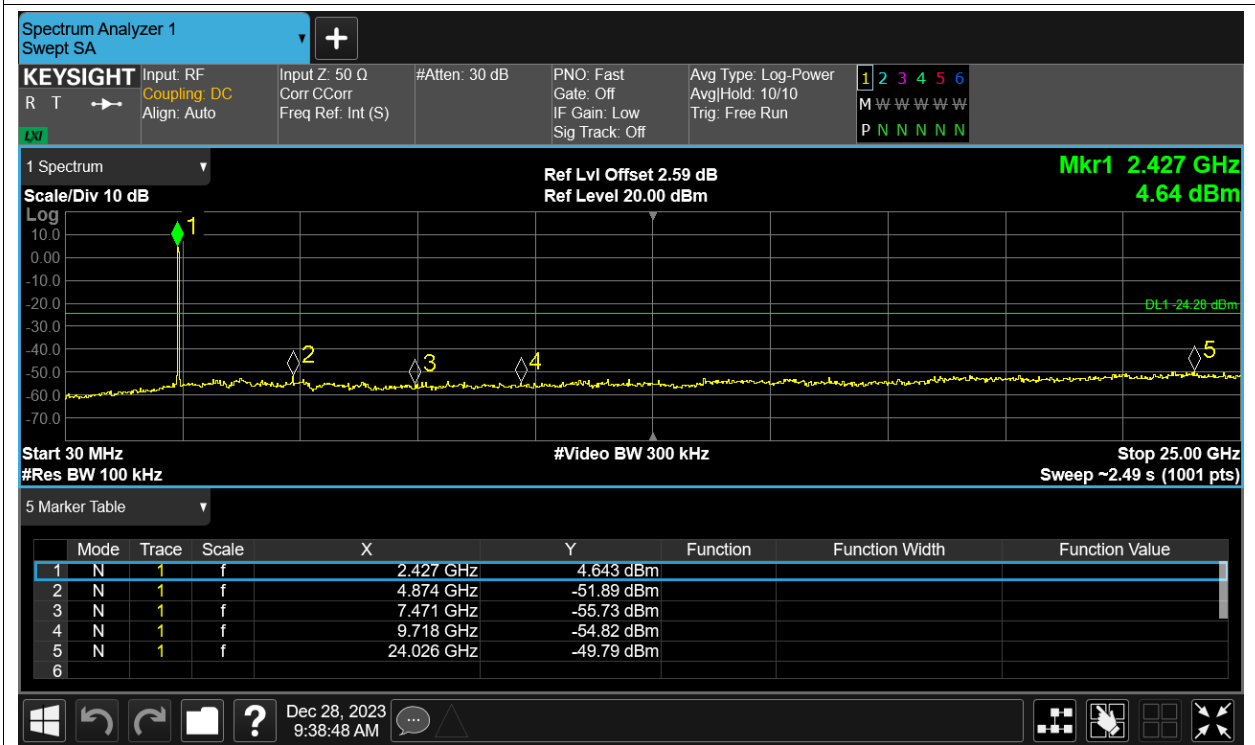 Spectrum Analyzer 1
Swept SA
KEYSIGHT Input: RF Input Z: 50 Ω #Atten: 30 dB PNO: Fast Avg Type: Log-Power 1 2 3 4 5 6
R T Coupling: DC Corr CCorr Gate: Off Avg|Hold: 10/10 M W W W W W
Align: Auto Freq Ref: Int (S) IF Gain: Low Trig: Free Run
LXI Sig Track: Off P N N N N N
1 Spectrum Ref Lvl Offset 2.59 dB Mkr1 2.427 GHz
Scale/Div 10 dB Ref Level 20.00 dBm 4.64 dBm
Log
10.0 1
0.00
-10.0
-20.0 DL1 -24.28 dBm
-30.0
-40.0 2 3 4 5
-50.0
-60.0
-70.0
Start 30 MHz #Video BW 300 kHz Stop 25.00 GHz
#Res BW 100 kHz Sweep ~2.49 s (1001 pts)
5 Marker Table
Mode Trace Scale X Y Function Function Width Function Value
1 N 1 f 2.427 GHz 4.643 dBm
2 N 1 f 4.874 GHz -51.89 dBm
3 N 1 f 7.471 GHz -55.73 dBm
4 N 1 f 9.718 GHz -54.82 dBm
5 N 1 f 24.026 GHz -49.79 dBm
6
? Dec 28, 2023
9:38:48 AM